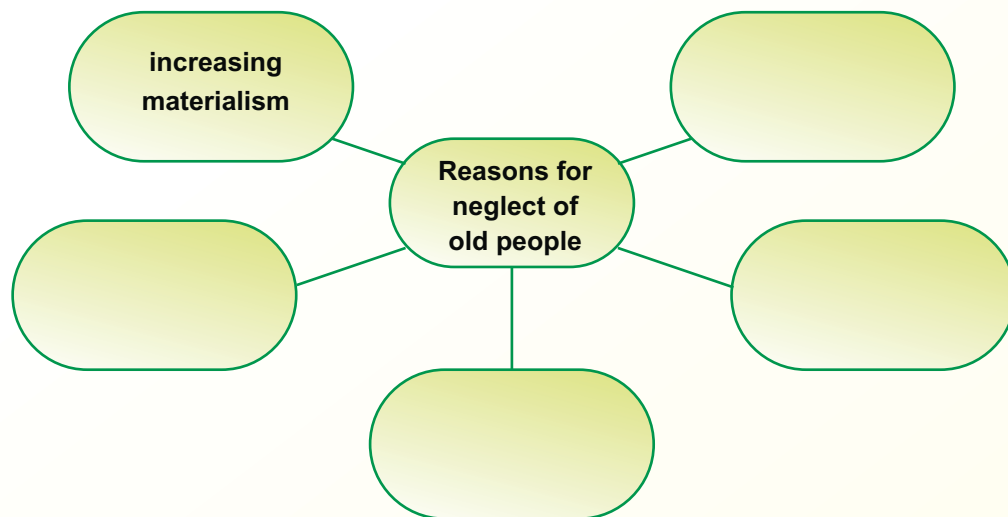 increasing
materialism
Reasons for
neglect of
old people